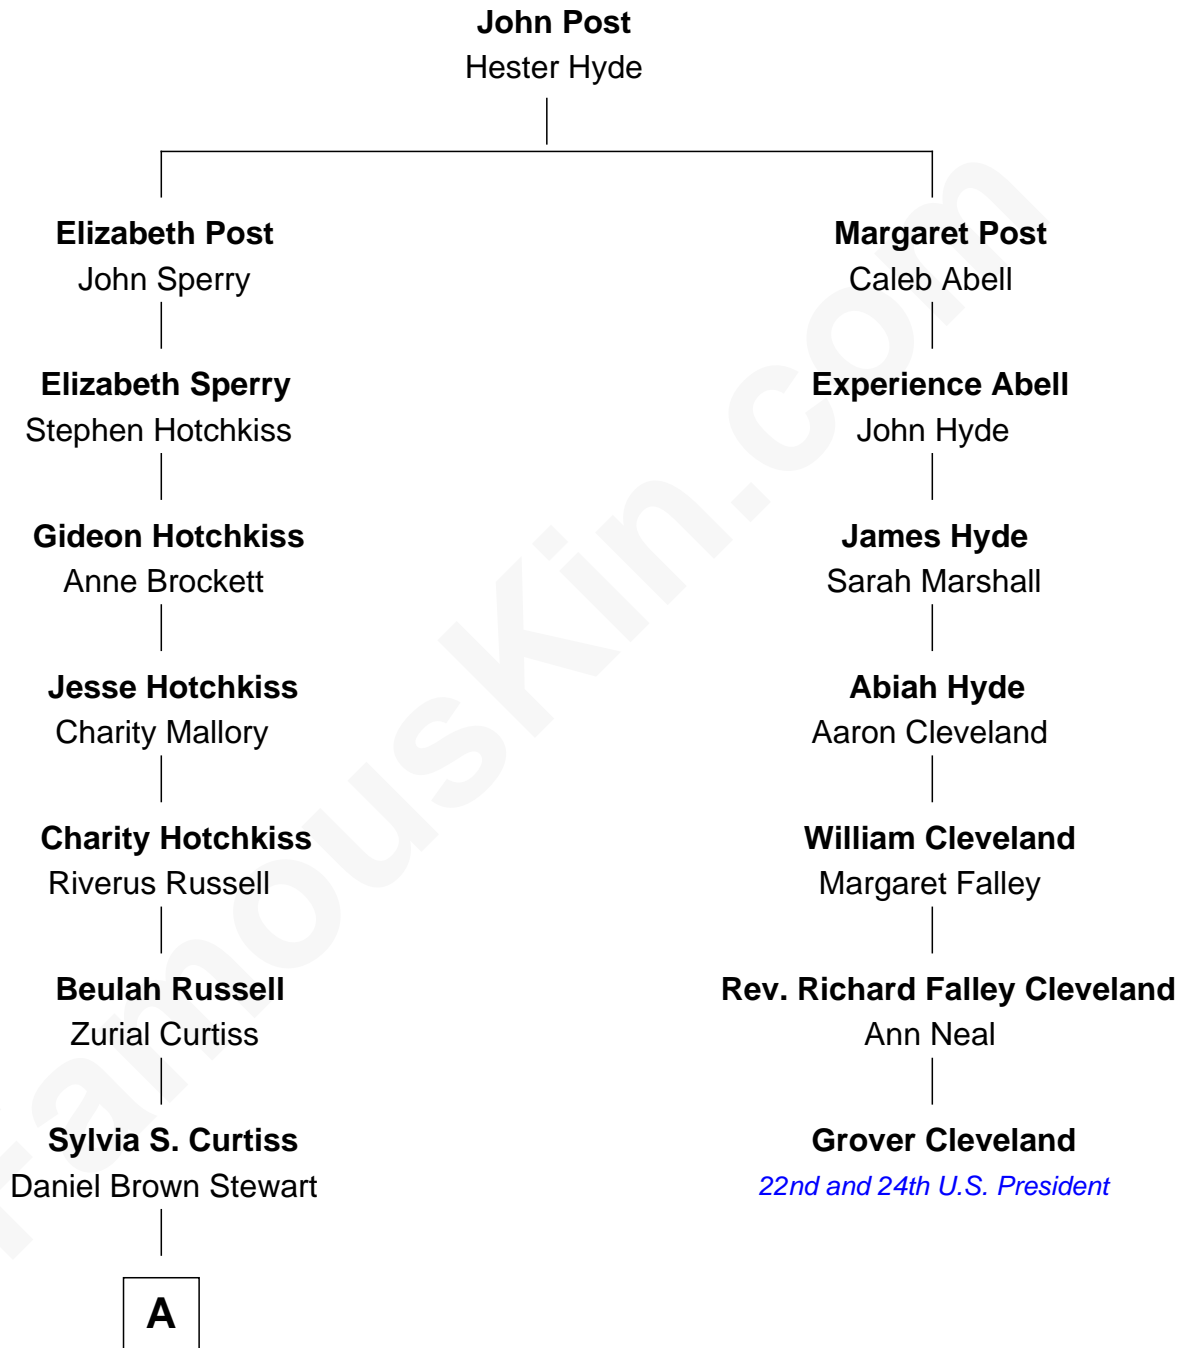 John Post
Hester Hyde
Elizabeth Post
John Sperry
Margaret Post
Caleb Abell
Elizabeth Sperry
Stephen Hotchkiss
Experience Abell
John Hyde
Gideon Hotchkiss
Anne Brockett
James Hyde
Sarah Marshall
Jesse Hotchkiss
Charity Mallory
Abiah Hyde
Aaron Cleveland
Charity Hotchkiss
Riverus Russell
William Cleveland
Margaret Falley
Beulah Russell
Zurial Curtiss
Rev. Richard Falley Cleveland
Ann Neal
Sylvia S. Curtiss
Daniel Brown Stewart
Grover Cleveland
22nd and 24th U.S. President
A
FamousKin.com